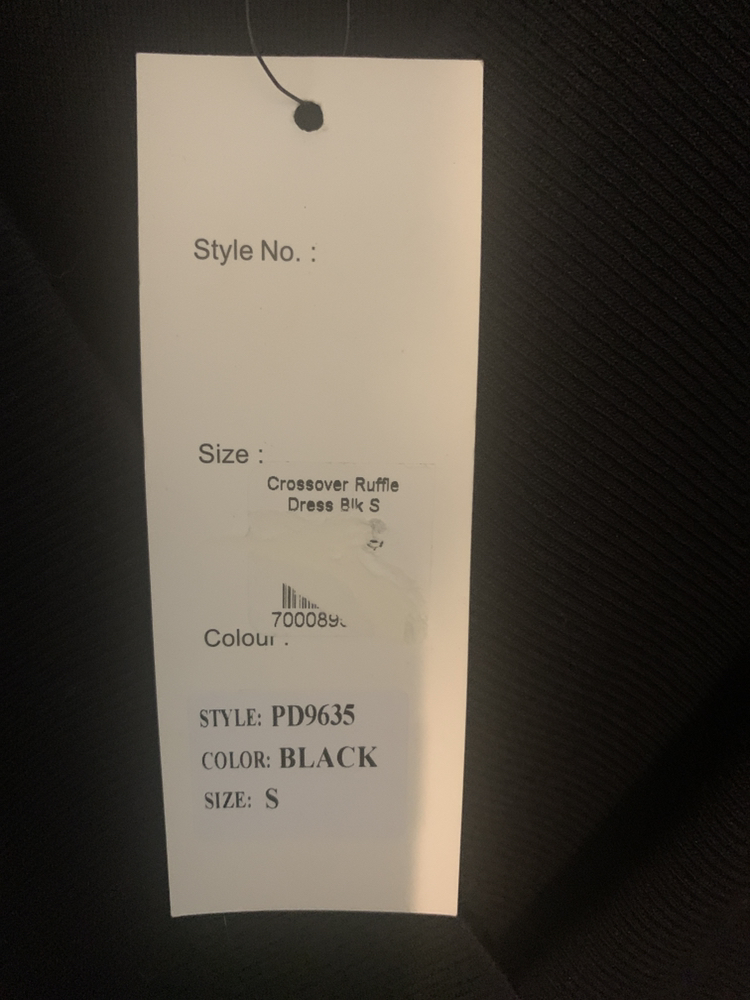 Style No. :
Size :
Crossover Ruffle
Dress Blk S
Colour :
STYLE: PD9635
COLOR: BLACK
SIZE: S